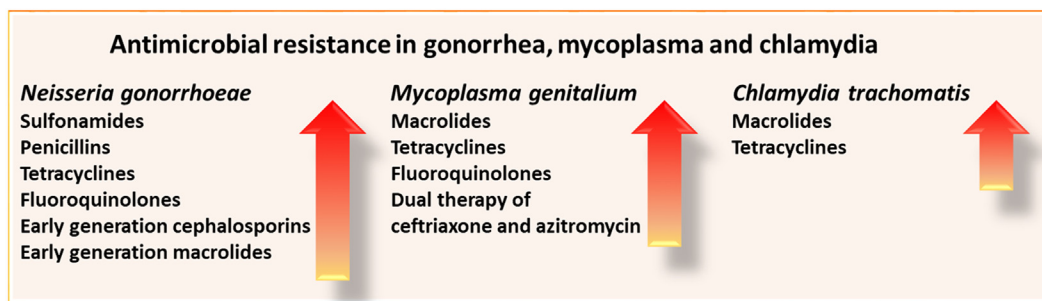 Antimicrobial resistance in gonorrhea, mycoplasma and chlamydia
Neisseria gonorrhoeae
Sulfonamides
Penicillins
Tetracyclines
Fluoroquinolones
Early generation cephalosporins
Early generation macrolides
Mycoplasma genitalium
Macrolides
Tetracyclines
Fluoroquinolones
Dual therapy of
ceftriaxone and azitromycin
Chlamydia trachomatis
Macrolides
Tetracyclines